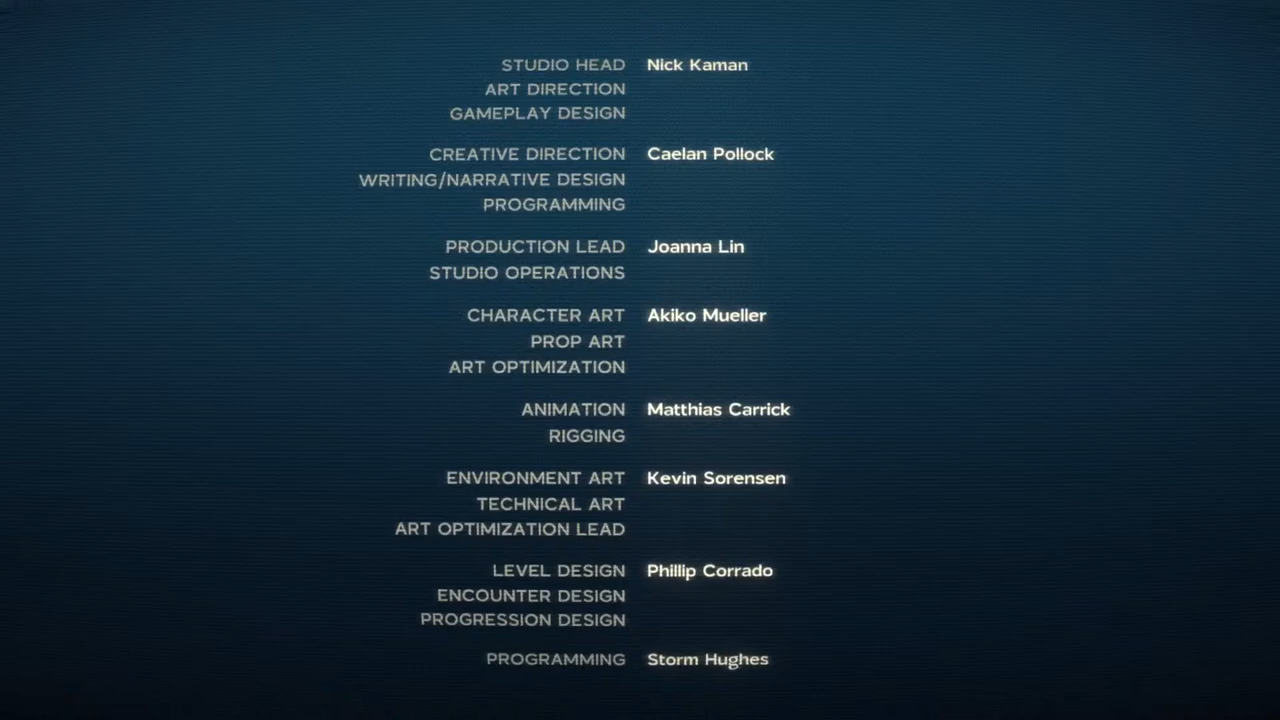 STUDIO HEAD Nick Kaman
ART DIRECTION
GAMEPLAY DESIGN
CREATIVE DIRECTION Caelan Pollock
WRITING/NARRATIVE DESIGN
PROGRAMMING
PRODUCTION LEAD Joanna Lin
STUDIO OPERATIONS
CHARACTER ART Akiko Mueller
PROP ART
ART OPTIMIZATION
ANIMATION Matthias Carrick
RIGGING
ENVIRONMENT ART Kevin Sorensen
TECHNICAL ART
ART OPTIMIZATION LEAD
LEVEL DESIGN Phillip Corrado
ENCOUNTER DESIGN
PROGRESSION DESIGN
PROGRAMMING Storm Hughes